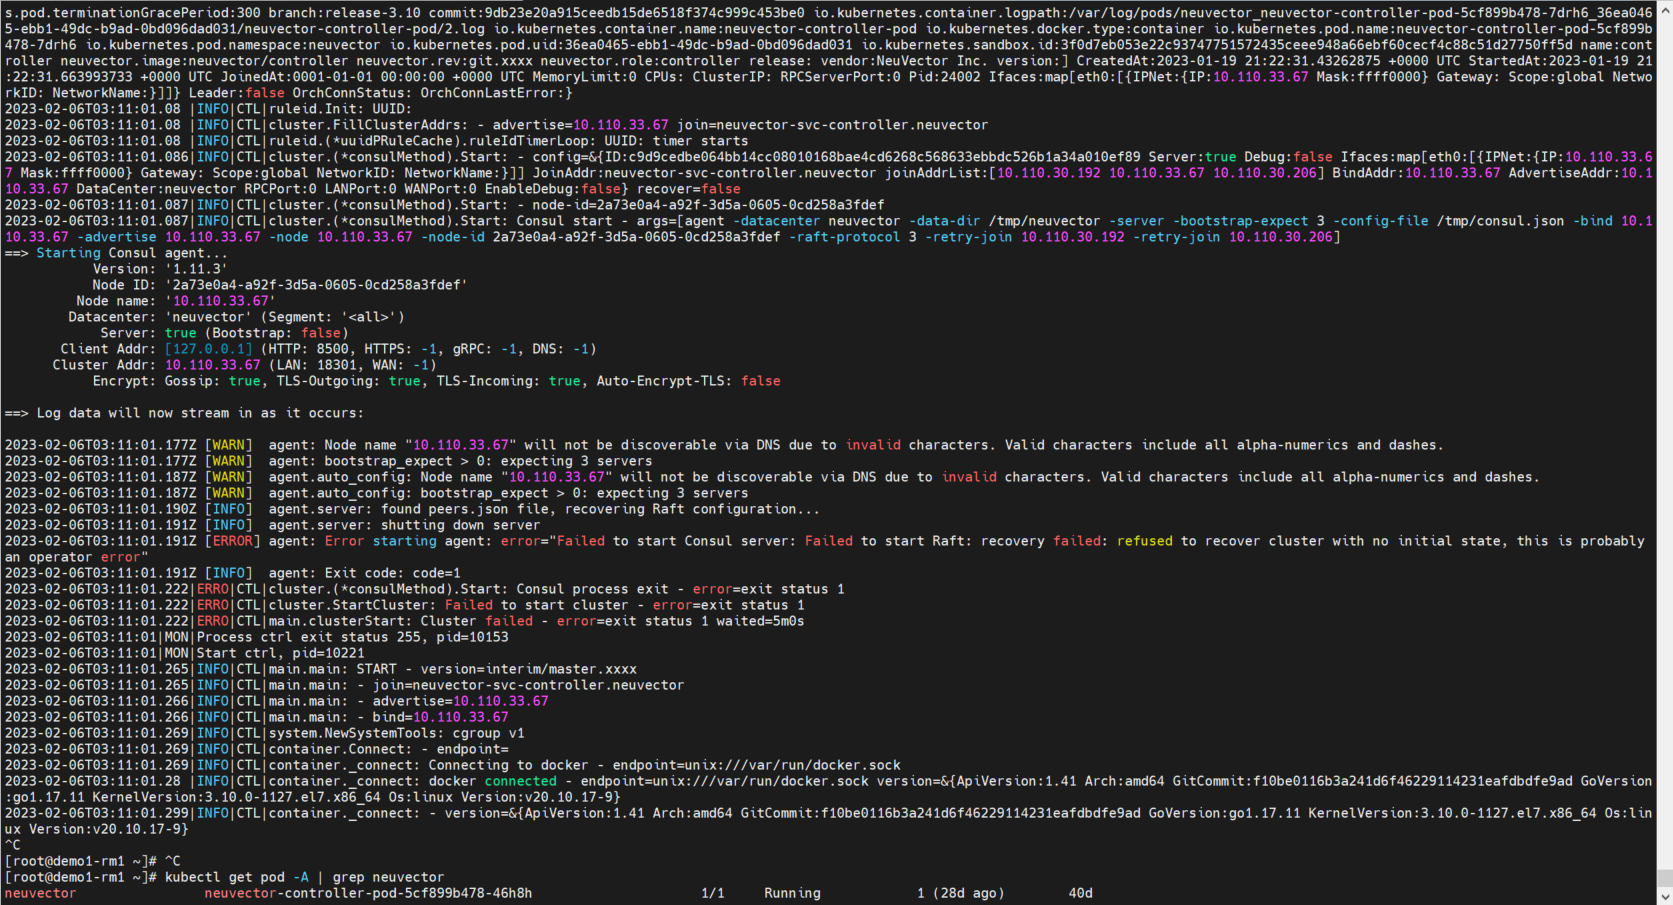 s.pod.terminationGracePeriod:300 branch:release-3.10 commit:9db23e20a915ceedb15de6518f374c999c453be0 io.kubernetes.container.logpath:/var/log/pods/neuvector_neuvector-controller-pod-5cf899b478-7drh6_36ea046
5-ebb1-49dc-b9ad-0bd096dad031/neuvector-controller-pod/2.log io.kubernetes.container.name:neuvector-controller-pod io.kubernetes.docker.type:container io.kubernetes.pod.name:neuvector-controller-pod-5cf899b
478-7drh6 io.kubernetes.pod.namespace:neuvector io.kubernetes.pod.uid:36ea0465-ebb1-49dc-b9ad-0bd096dad031 io.kubernetes.sandbox.id:3f0d7eb053e22c93747751572435ceee948a66ebf60cecf4c88c51d27750ff5d name:cont
roller neuvector.image:neuvector/controller neuvector.rev:git.xxxx neuvector.role:controller release: vendor:NeuVector Inc. version:] CreatedAt:2023-01-19 21:22:31.43262875 +0000 UTC StartedAt:2023-01-19 21
:22:31.663993733 +0000 UTC JoinedAt:0001-01-01 00:00:00 +0000 UTC MemoryLimit:0 CPUs: ClusterIP: RPCServerPort:0 Pid:24002 Ifaces:map[eth0:[{IPNet:{IP:10.110.33.67 Mask:ffff0000} Gateway: Scope:global Netwo
rkID: NetworkName:}]]} Leader:false OrchConnStatus: OrchConnLastError:}
2023-02-06T03:11:01.08 |INFO|CTL|ruleid.Init: UUID:
2023-02-06T03:11:01.08 |INFO|CTL|cluster.FillClusterAddrs: - advertise=10.110.33.67 join=neuvector-svc-controller.neuvector
2023-02-06T03:11:01.08 |INFO|CTL|ruleid.(*uuidPRuleCache).ruleIdTimerLoop: UUID: timer starts
2023-02-06T03:11:01.086|INFO|CTL|cluster.(*consulMethod).Start: - config=&{ID:c9d9cedbe064bb14cc08010168bae4cd6268c568633ebbdc526b1a34a010ef89 Server:true Debug:false Ifaces:map[eth0:[{IPNet:{IP:10.110.33.6
7 Mask:ffff0000} Gateway: Scope:global NetworkID: NetworkName:}]] JoinAddr:neuvector-svc-controller.neuvector joinAddrList:[10.110.30.192 10.110.33.67 10.110.30.206] BindAddr:10.110.33.67 AdvertiseAddr:10.1
10.33.67 DataCenter:neuvector RPCPort:0 LANPort:0 WANPort:0 EnableDebug:false} recover=false
2023-02-06T03:11:01.087|INFO|CTL|cluster.(*consulMethod).Start: - node-id=2a73e0a4-a92f-3d5a-0605-0cd258a3fdef
2023-02-06T03:11:01.087|INFO|CTL|cluster.(*consulMethod).Start: Consul start - args=[agent -datacenter neuvector -data-dir /tmp/neuvector -server -bootstrap-expect 3 -config-file /tmp/consul.json -bind 10.1
10.33.67 -advertise 10.110.33.67 -node 10.110.33.67 -node-id 2a73e0a4-a92f-3d5a-0605-0cd258a3fdef -raft-protocol 3 -retry-join 10.110.30.192 -retry-join 10.110.30.206]
==> Starting Consul agent...
Version: '1.11.3'
Node ID: '2a73e0a4-a92f-3d5a-0605-0cd258a3fdef'
Node name: '10.110.33.67'
Datacenter: 'neuvector' (Segment: '<all>')
Server: true (Bootstrap: false)
Client Addr: [127.0.0.1] (HTTP: 8500, HTTPS: -1, gRPC: -1, DNS: -1)
Cluster Addr: 10.110.33.67 (LAN: 18301, WAN: -1)
Encrypt: Gossip: true, TLS-Outgoing: true, TLS-Incoming: true, Auto-Encrypt-TLS: false
==> Log data will now stream in as it occurs:
2023-02-06T03:11:01.177Z [WARN]  agent: Node name "10.110.33.67" will not be discoverable via DNS due to invalid characters. Valid characters include all alpha-numerics and dashes.
2023-02-06T03:11:01.177Z [WARN]  agent: bootstrap_expect > 0: expecting 3 servers
2023-02-06T03:11:01.187Z [WARN]  agent.auto_config: Node name "10.110.33.67" will not be discoverable via DNS due to invalid characters. Valid characters include all alpha-numerics and dashes.
2023-02-06T03:11:01.187Z [WARN]  agent.auto_config: bootstrap_expect > 0: expecting 3 servers
2023-02-06T03:11:01.190Z [INFO]  agent.server: found peers.json file, recovering Raft configuration...
2023-02-06T03:11:01.191Z [INFO]  agent.server: shutting down server
2023-02-06T03:11:01.191Z [ERROR] agent: Error starting agent: error="Failed to start Consul server: Failed to start Raft: recovery failed: refused to recover cluster with no initial state, this is probably
an operator error"
2023-02-06T03:11:01.191Z [INFO]  agent: Exit code: code=1
2023-02-06T03:11:01.222|ERRO|CTL|cluster.(*consulMethod).Start: Consul process exit - error=exit status 1
2023-02-06T03:11:01.222|ERRO|CTL|cluster.StartCluster: Failed to start cluster - error=exit status 1
2023-02-06T03:11:01.222|ERRO|CTL|main.clusterStart: Cluster failed - error=exit status 1 waited=5m0s
2023-02-06T03:11:01|MON|Process ctrl exit status 255, pid=10153
2023-02-06T03:11:01|MON|Start ctrl, pid=10221
2023-02-06T03:11:01.265|INFO|CTL|main.main: START - version=interim/master.xxxx
2023-02-06T03:11:01.265|INFO|CTL|main.main: - join=neuvector-svc-controller.neuvector
2023-02-06T03:11:01.266|INFO|CTL|main.main: - advertise=10.110.33.67
2023-02-06T03:11:01.266|INFO|CTL|main.main: - bind=10.110.33.67
2023-02-06T03:11:01.269|INFO|CTL|system.NewSystemTools: cgroup v1
2023-02-06T03:11:01.269|INFO|CTL|container.Connect: - endpoint=
2023-02-06T03:11:01.269|INFO|CTL|container._connect: Connecting to docker - endpoint=unix:///var/run/docker.sock
2023-02-06T03:11:01.28 |INFO|CTL|container._connect: docker connected - endpoint=unix:///var/run/docker.sock version=&{ApiVersion:1.41 Arch:amd64 GitCommit:f10be0116b3a241d6f46229114231eafdbdfe9ad GoVersion
:go1.17.11 KernelVersion:3.10.0-1127.el7.x86_64 Os:linux Version:v20.10.17-9}
2023-02-06T03:11:01.299|INFO|CTL|container._connect: - version=&{ApiVersion:1.41 Arch:amd64 GitCommit:f10be0116b3a241d6f46229114231eafdbdfe9ad GoVersion:go1.17.11 KernelVersion:3.10.0-1127.el7.x86_64 Os:lin
ux Version:v20.10.17-9}
^C
[root@demo1-rm1 ~]# ^C
[root@demo1-rm1 ~]# kubectl get pod -A | grep neuvector
neuvector                neuvector-controller-pod-5cf899b478-46h8h                     1/1     Running            1 (28d ago)        40d